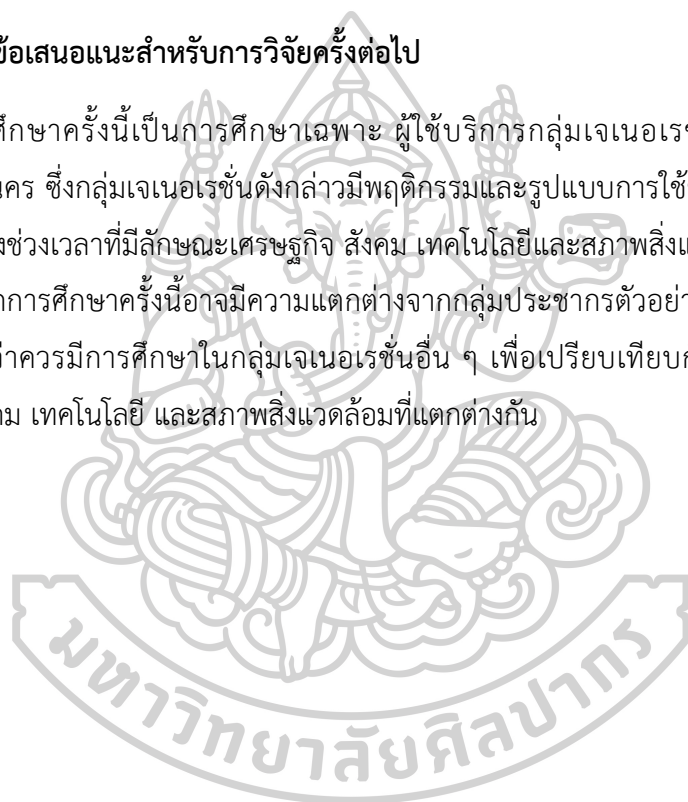 ข้อเสนอแนะสำหรับการวิจัยครั้งต่อไป
ศึกษาครั้งนี้เป็นการศึกษาเฉพาะ ผู้ใช้บริการกลุ่มเจเนอเรช
นคร ซึ่งกลุ่มเจเนอเรชั่นดังกล่าวมีพฤติกรรมและรูปแบบการใช้
งช่วงเวลาที่มีลักษณะเศรษฐกิจ สังคม เทคโนโลยีและสภาพสิ่งแ
การศึกษาครั้งนี้อาจมีความแตกต่างจากกลุ่มประชากรตัวอย่า
ว่าควรมีการศึกษาในกลุ่มเจเนอเรชั่นอื่น ๆ เพื่อเปรียบเทียบก
คม เทคโนโลยี และสภาพสิ่งแวดล้อมที่แตกต่างกัน
มหาวิทยาลัยศิลปากร